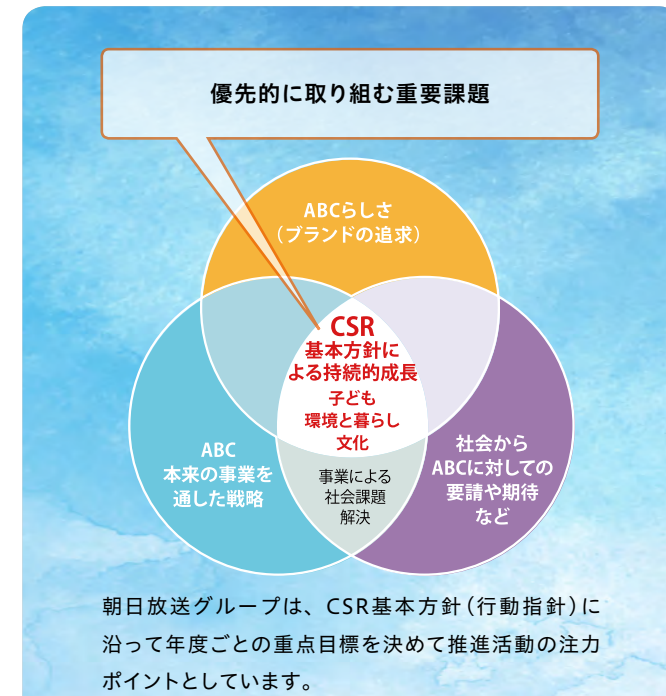 優先的に取り組む重要課題
ABCらしさ
（ブランドの追求）
CSR
基本方針に
よる持続的成長
子ども
環境と暮らし
文化
ABC
本来の事業を
通した戦略
事業による
社会課題
解決
社会から
ABCに対しての
要請や期待
など
朝日放送グループは、CSR基本方針（行動指針）に
沿って年度ごとの重点目標を決めて推進活動の注力
ポイントとしています。